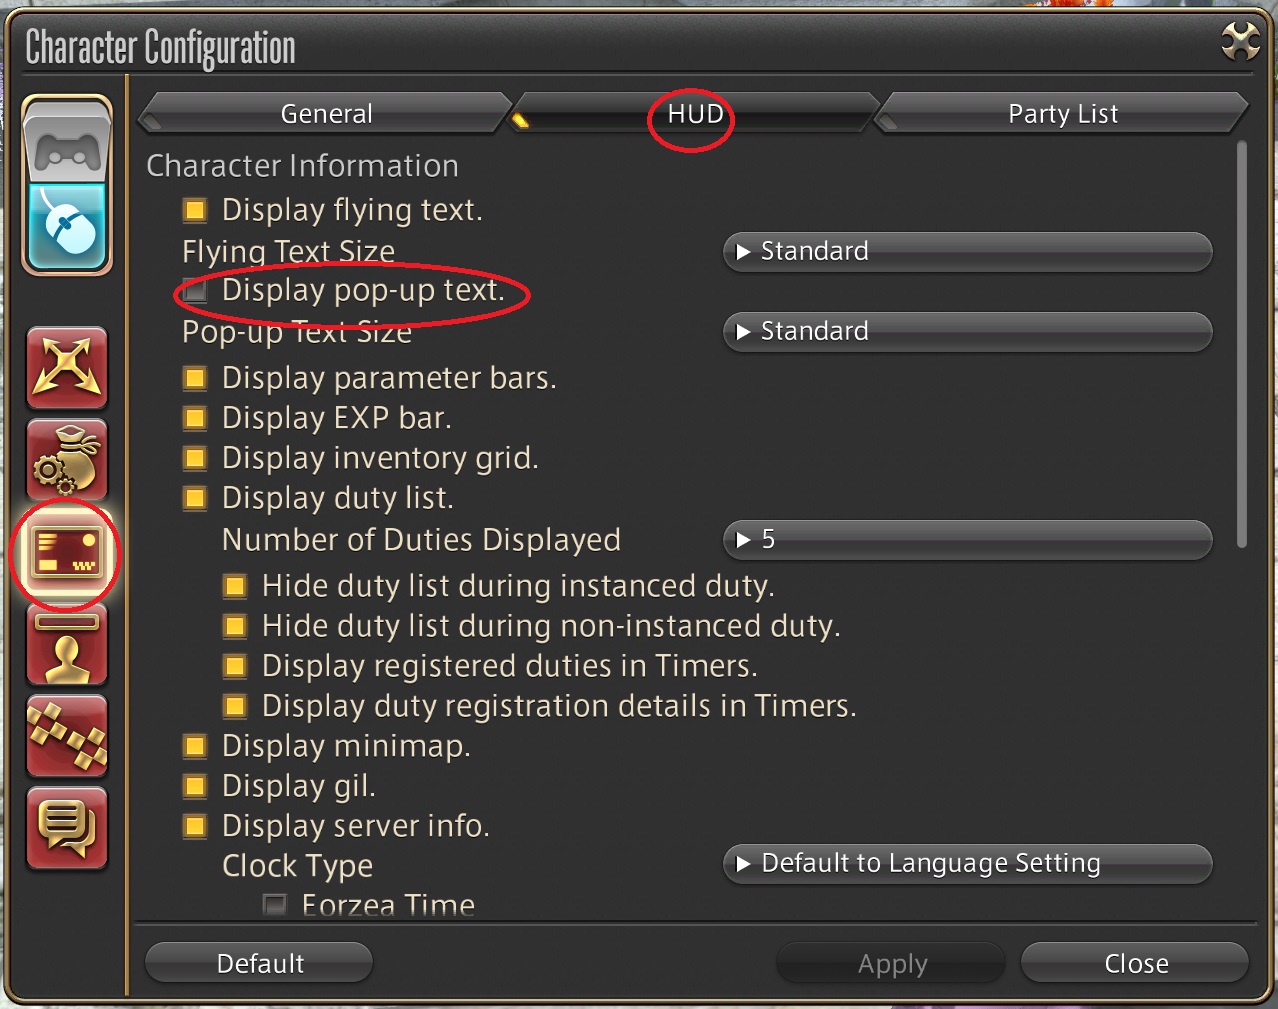 Character Configuration
General
HUD
Party List
Character Information
Display flying text.
Flying Text Size
Standard
Display pop-up text.
Pop-up Text Size
Standard
Display parameter bars.
Display EXP bar.
Display inventory grid.
Display duty list.
Number of Duties Displayed
5
Hide duty list during instanced duty.
Hide duty list during non-instanced duty.
Display registered duties in Timers.
Display duty registration details in Timers.
Display minimap.
Display gil.
Display server info.
Clock Type
Default to Language Setting
Eorzea Time
Default
Apply
Close